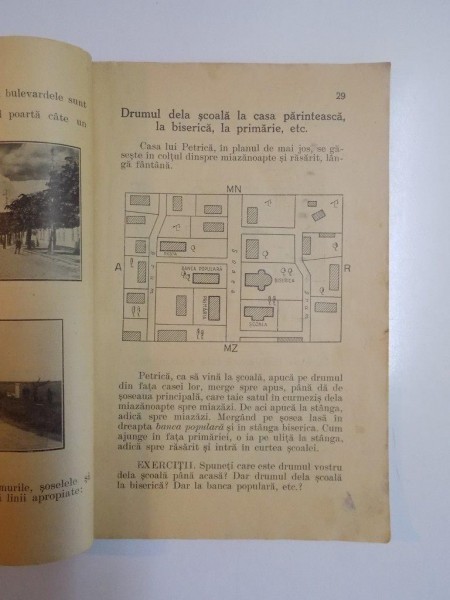 bulevardele sunt
poartă câte un
murile, șoselele și
linii apropiate:
29
Drumul dela școală la casa părintească,
la biserică, la primărie, etc.
Casa lui Petrică, în planul de mai jos, se gă-
sește în colțul dinspre miazănoapte și răsărit, lân-
gă fântână.
MN
A
R
POȘTA
BANCA POPULARĂ
BISERICA
PRIMĂRIA
ȘCOALA
MZ
Petrică, ca să vină la școală, apucă pe drumul
din fața casei lor, merge spre apus, până dă de
șoseaua principală, care taie satul în curmeziș dela
miazănoapte spre miazăzi. De aci apucă la stânga,
adică spre miazăzi. Mergând pe șosea lasă în
dreapta banca populară și în stânga biserica. Cum
ajunge în fața primăriei, o ia pe uliță la stânga,
adică spre răsărit și intră în curtea școalei.
EXERCIȚII. Spuneți care este drumul vostru
dela școală până acasă? Dar drumul dela școală
la biserică? Dar la banca populară, etc.?